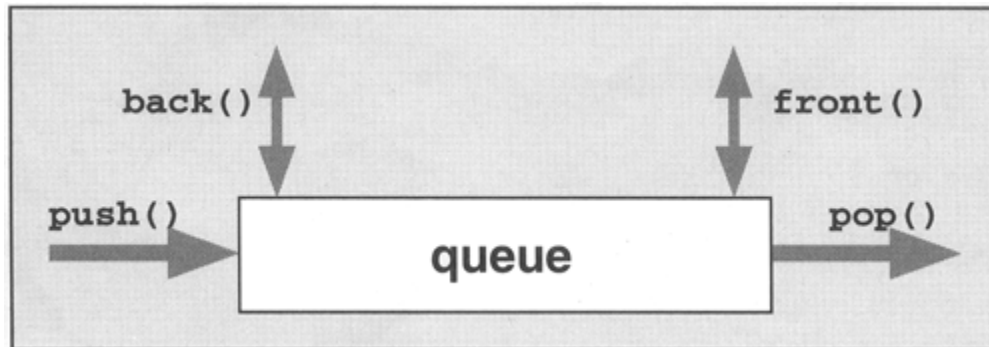 back()
front()
push()
pop()
queue